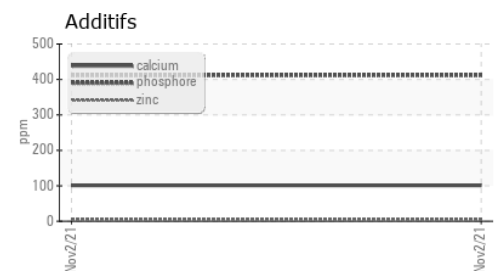 Additifs
500
400
300
200
100
0
ppm
calcium
phosphore
zinc
Nov2/21
Nov2/21